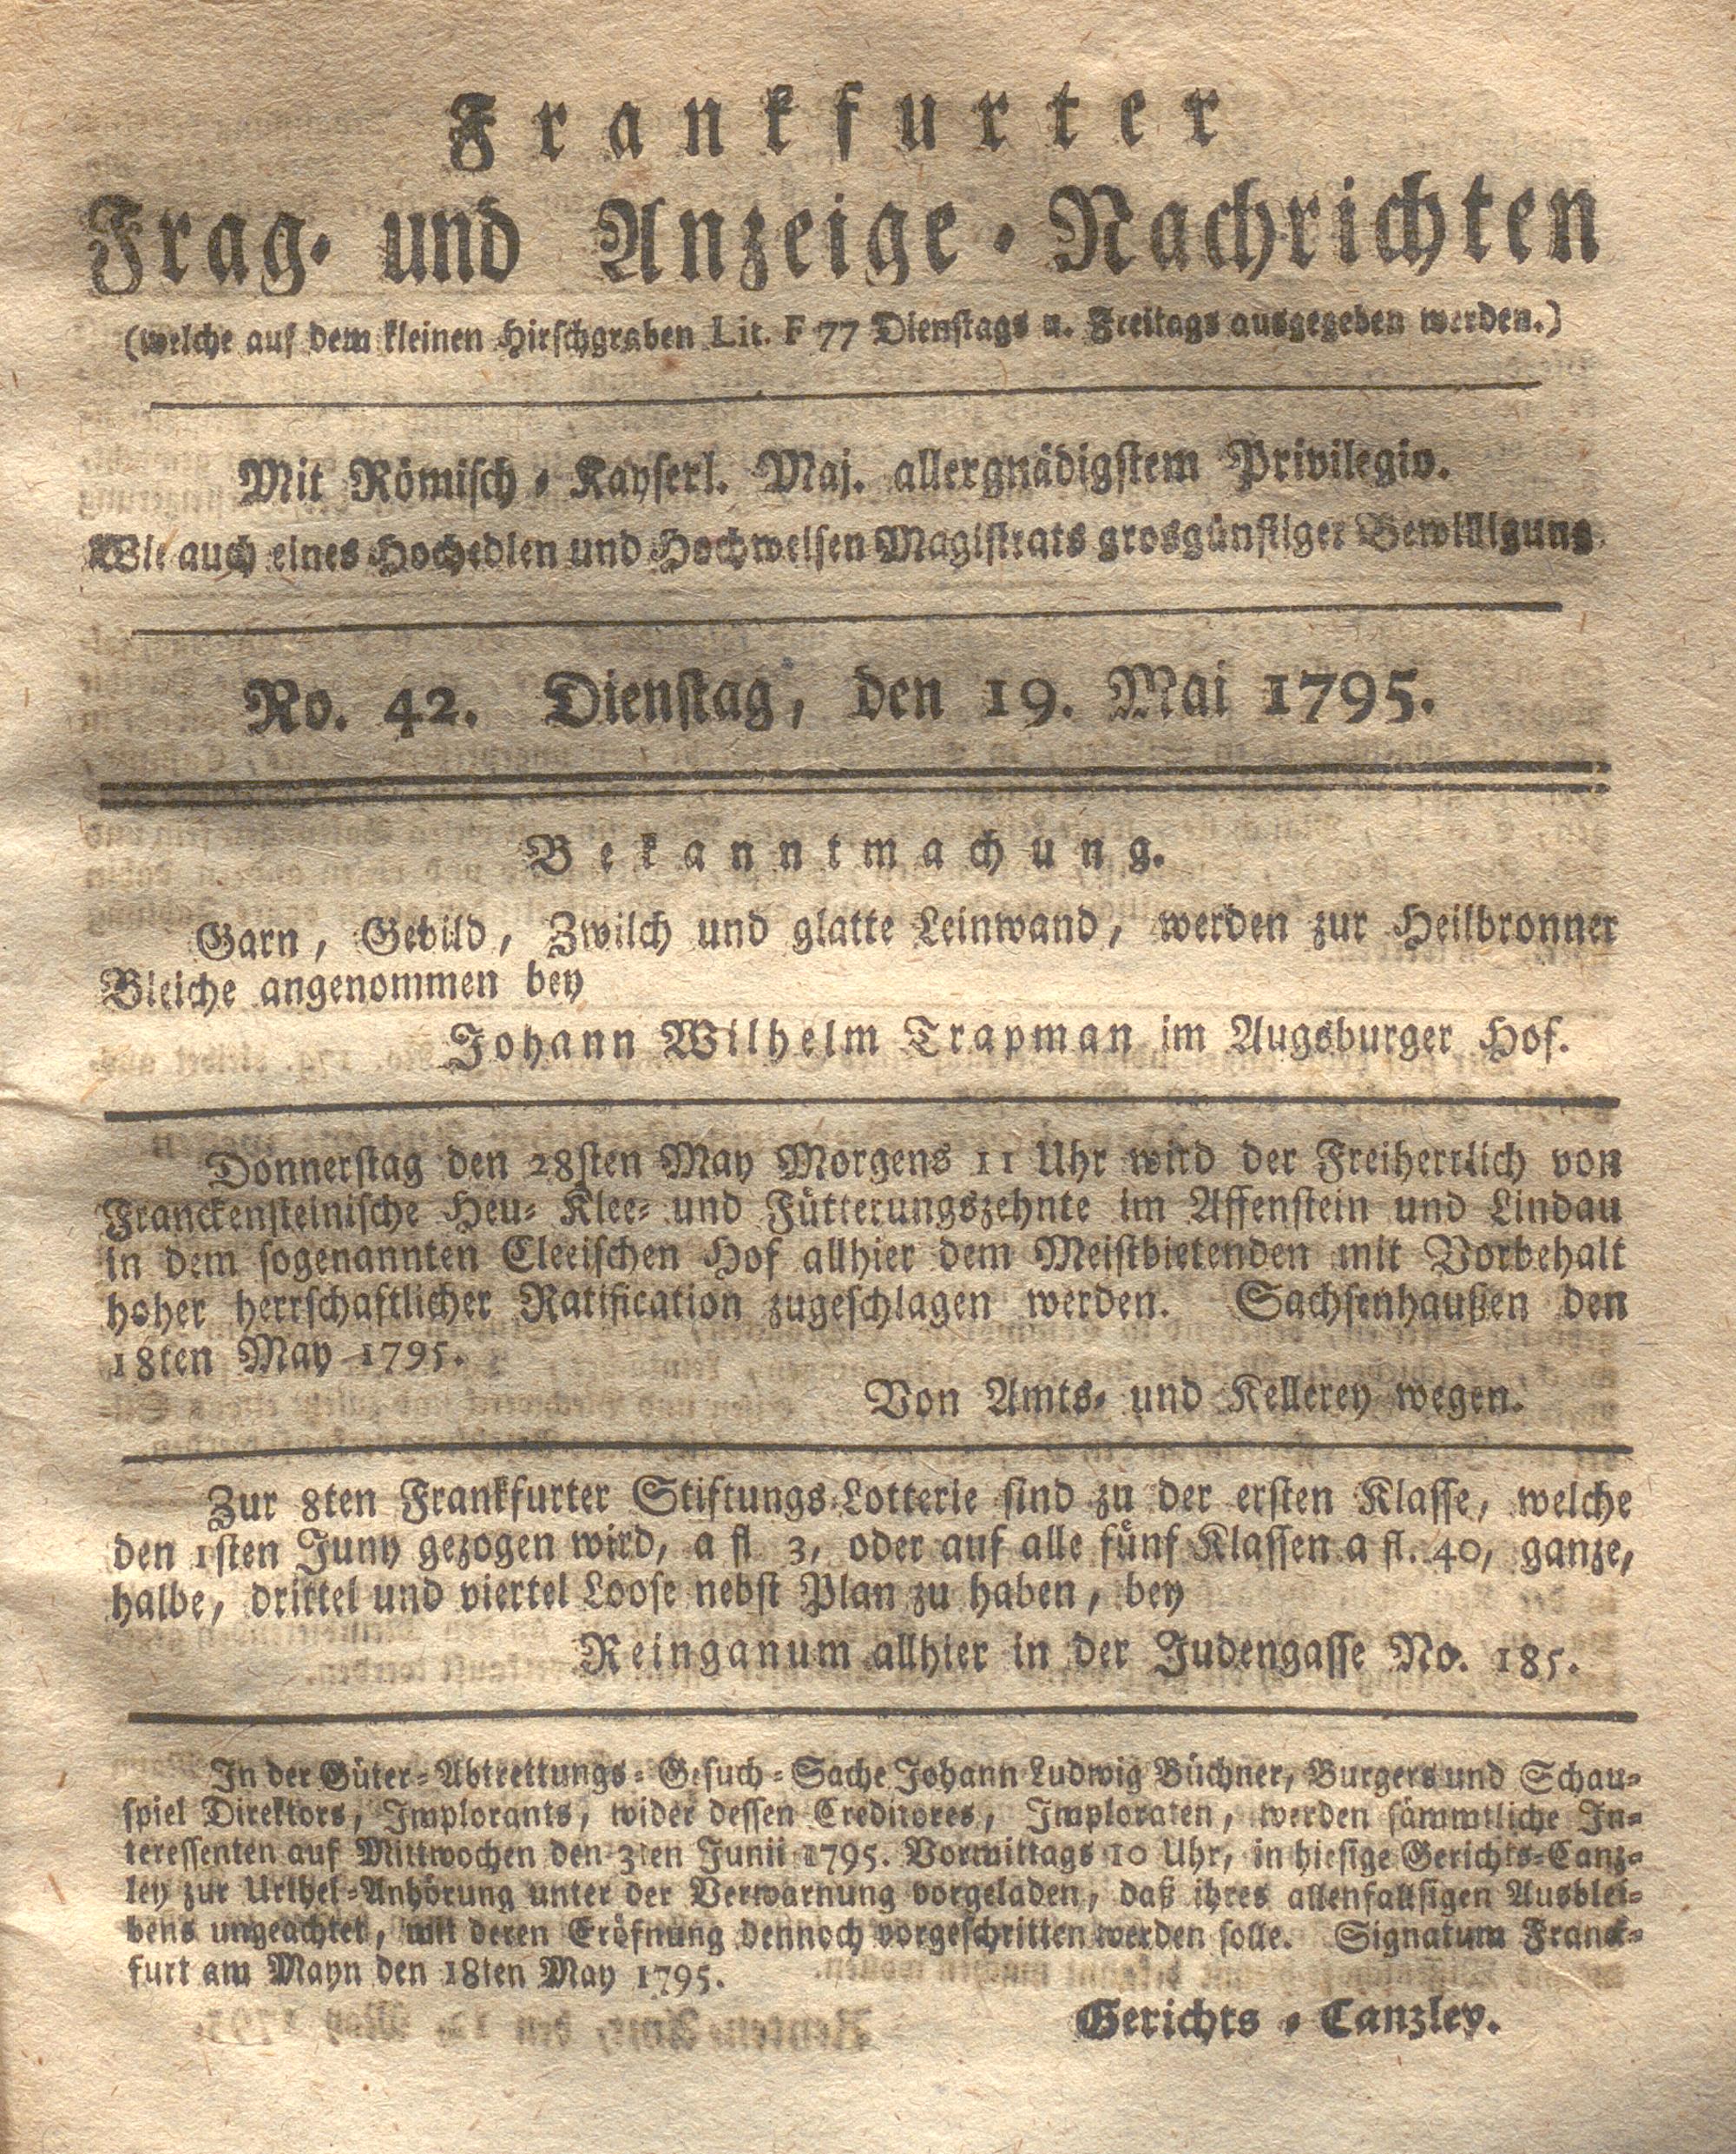 Frankfurter
Frag- und Anzeige-Nachrichten
(welche auf dem kleinen Hirschgraben Lit. F 77 Dienstags u. Freitags ausgegeben werden.)
Mit Römisch-Kayserl. Maj. allergnädigstem Privilegio.
Wie auch eines Hochedlen und Hochweisen Magistrats grosgünstiger Bewilligung
No. 42. Dienstag, den 19. Mai 1795.
Bekanntmachung.
Garn, Gebild, Zwilch und glatte Leinwand, werden zur Heilbronner
Bleiche angenommen bey
Johann Wilhelm Trapman im Augsburger Hof.
Donnerstag den 28sten May Morgens 11 Uhr wird der Freiherrlich von
Franckensteinische Heu- Klee- und Fütterungszehnte im Affenstein und Lindau
in dem sogenannten Cleeischen Hof allhier dem Meistbietenden mit Vorbehalt
hoher herrschaftlicher Ratification zugeschlagen werden. Sachsenhaußen den
18ten May 1795.
Von Amts- und Kellerey wegen.
Zur 8ten Frankfurter Stiftungs-Lotterie sind zu der ersten Klasse, welche
den 1sten Juny gezogen wird, a fl 3, oder auf alle fünf Klassen a fl. 40, ganze,
halbe, drittel und viertel Loose nebst Plan zu haben, bey
Reinganum allhier in der Judengasse No. 185.
In der Güter-Abtrettungs-Gesuch-Sache Johann Ludwig Büchner, Burgers und Schau-
spiel Direktors, Implorants, wider dessen Creditores, Imploraten, werden sämmtliche In-
teressenten auf Mittwochen den 3ten Junii 1795. Vormittags 10 Uhr, in hiesige Gerichts-Canz-
ley zur Urthel-Anhörung unter der Verwarnung vorgeladen, daß ihres allenfallsigen Ausblei-
bens ungeachtet, mit deren Eröfnung dennoch vorgeschritten werden solle. Signatum Franck-
furt am Mayn den 18ten May 1795.
Gerichts-Canzley.